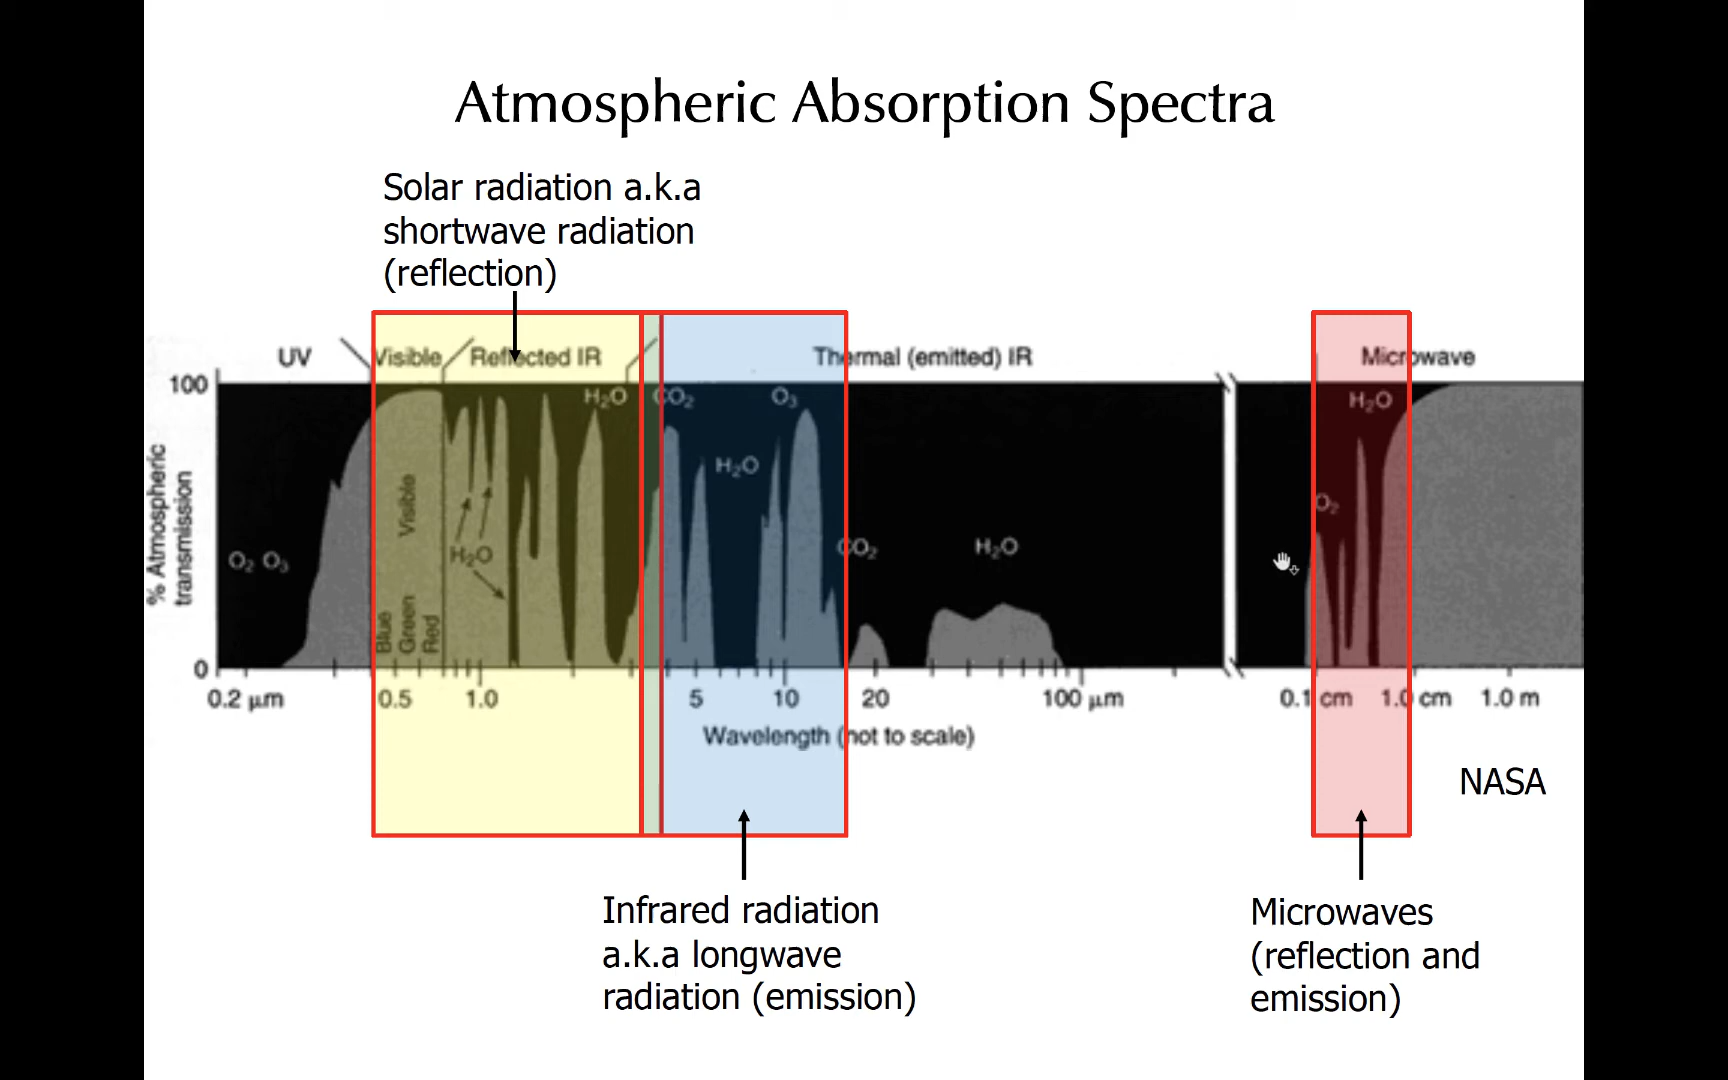 Atmospheric Absorption Spectra
Solar radiation a.k.a
shortwave radiation
(reflection)
UV
Visible
Reflected IR
Thermal (emitted) IR
Microwave
100
H₂O
CO₂
O₃
H₂O
H₂O
O₂
% Atmospheric
transmission
Visible
H₂O
CO₂
H₂O
O₂ O₃
Blue
Green
Red
0
0.2 µm
0.5
1.0
5
10
20
100 µm
0.1 cm
1.0 cm
1.0 m
Wavelength (not to scale)
NASA
Infrared radiation
a.k.a longwave
radiation (emission)
Microwaves
(reflection and
emission)